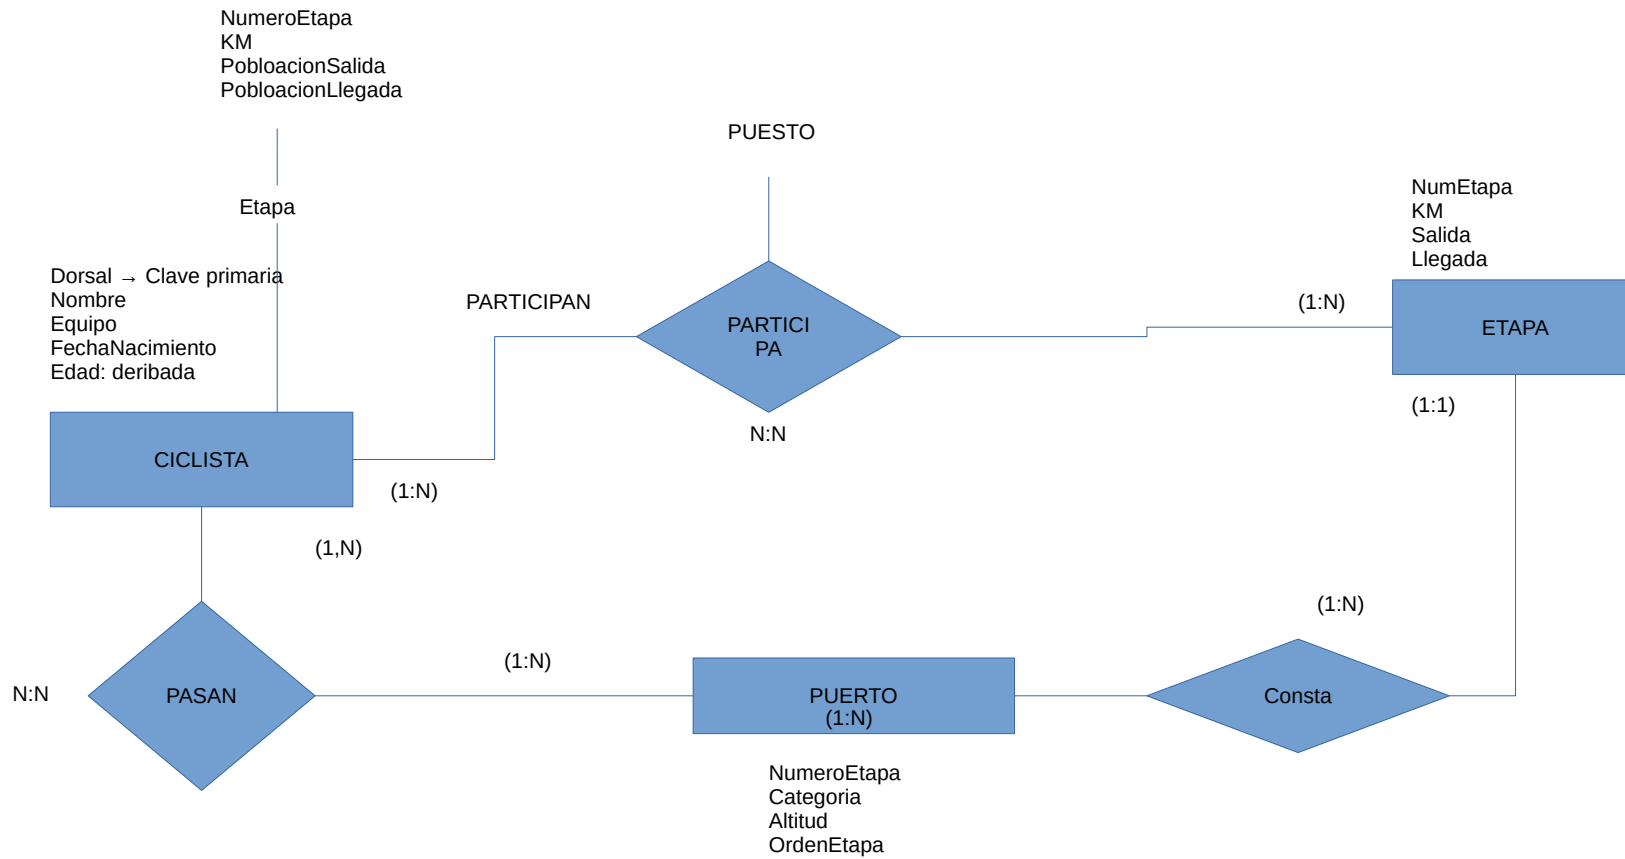 NumeroEtapa
KM
PobloacionSalida
PobloacionLlegada
PUESTO
Etapa
NumEtapa
KM
Salida
Llegada
Dorsal → Clave primaria
Nombre
Equipo
FechaNacimiento
Edad: deribada
PARTICIPAN
PARTICI
PA
(1:N)
ETAPA
(1:1)
N:N
CICLISTA
(1:N)
(1,N)
(1:N)
N:N
PASAN
(1:N)
PUERTO
(1:N)
Consta
NumeroEtapa
Categoria
Altitud
OrdenEtapa